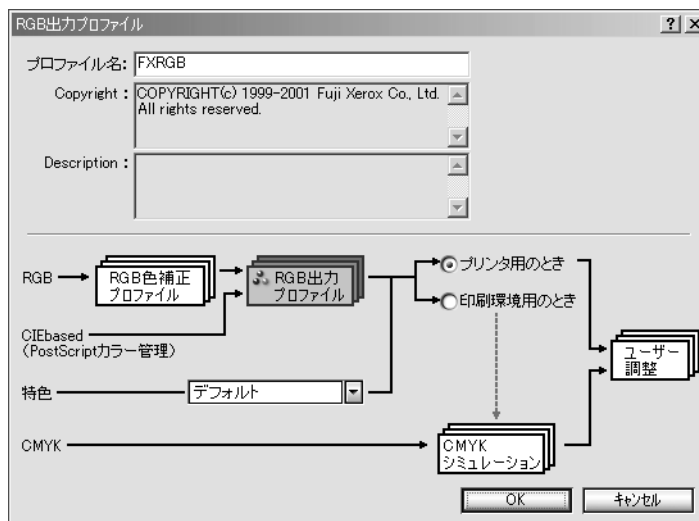 RGB出力プロファイル
プロファイル名:
FXRGB
Copyright :
COPYRIGHT(c) 1999-2001 Fuji Xerox Co., Ltd.
All rights reserved.
Description :
RGB
RGB色補正
プロファイル
RGB出力
プロファイル
プリンタ用のとき
印刷環境用のとき
CIEbased
(PostScriptカラー管理)
ユーザー
調整
特色
デフォルト
CMYK
CMYK
シミュレーション
OK
キャンセル